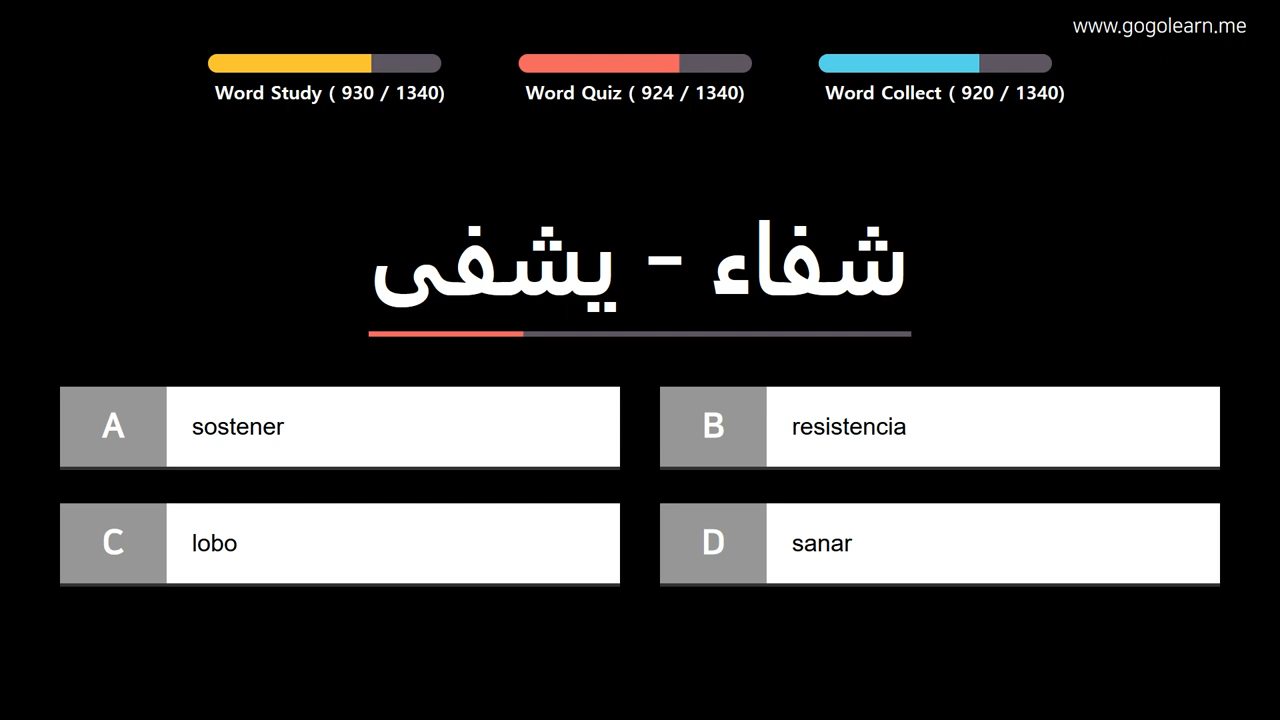 www.gogolearn.me
Word Study ( 930 / 1340)
Word Quiz ( 924 / 1340)
Word Collect ( 920 / 1340)
شفاء - يشفى
A sostener
B resistencia
C lobo
D sanar